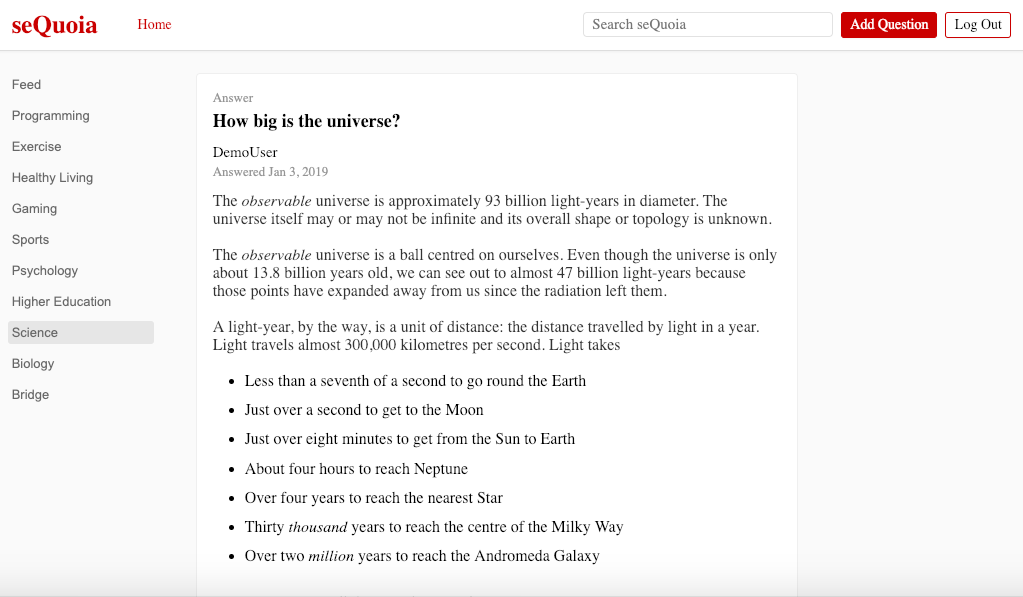 seQuoia
Home
Search seQuoia
Add Question
Log Out
Feed
Programming
Exercise
Healthy Living
Gaming
Sports
Psychology
Higher Education
Science
Biology
Bridge
Answer
How big is the universe?
DemoUser
Answered Jan 3, 2019
The observable universe is approximately 93 billion light-years in diameter. The
universe itself may or may not be infinite and its overall shape or topology is unknown.
The observable universe is a ball centred on ourselves. Even though the universe is only
about 13.8 billion years old, we can see out to almost 47 billion light-years because
those points have expanded away from us since the radiation left them.
A light-year, by the way, is a unit of distance: the distance travelled by light in a year.
Light travels almost 300,000 kilometres per second. Light takes
• Less than a seventh of a second to go round the Earth
• Just over a second to get to the Moon
• Just over eight minutes to get from the Sun to Earth
• About four hours to reach Neptune
• Over four years to reach the nearest Star
• Thirty thousand years to reach the centre of the Milky Way
• Over two million years to reach the Andromeda Galaxy